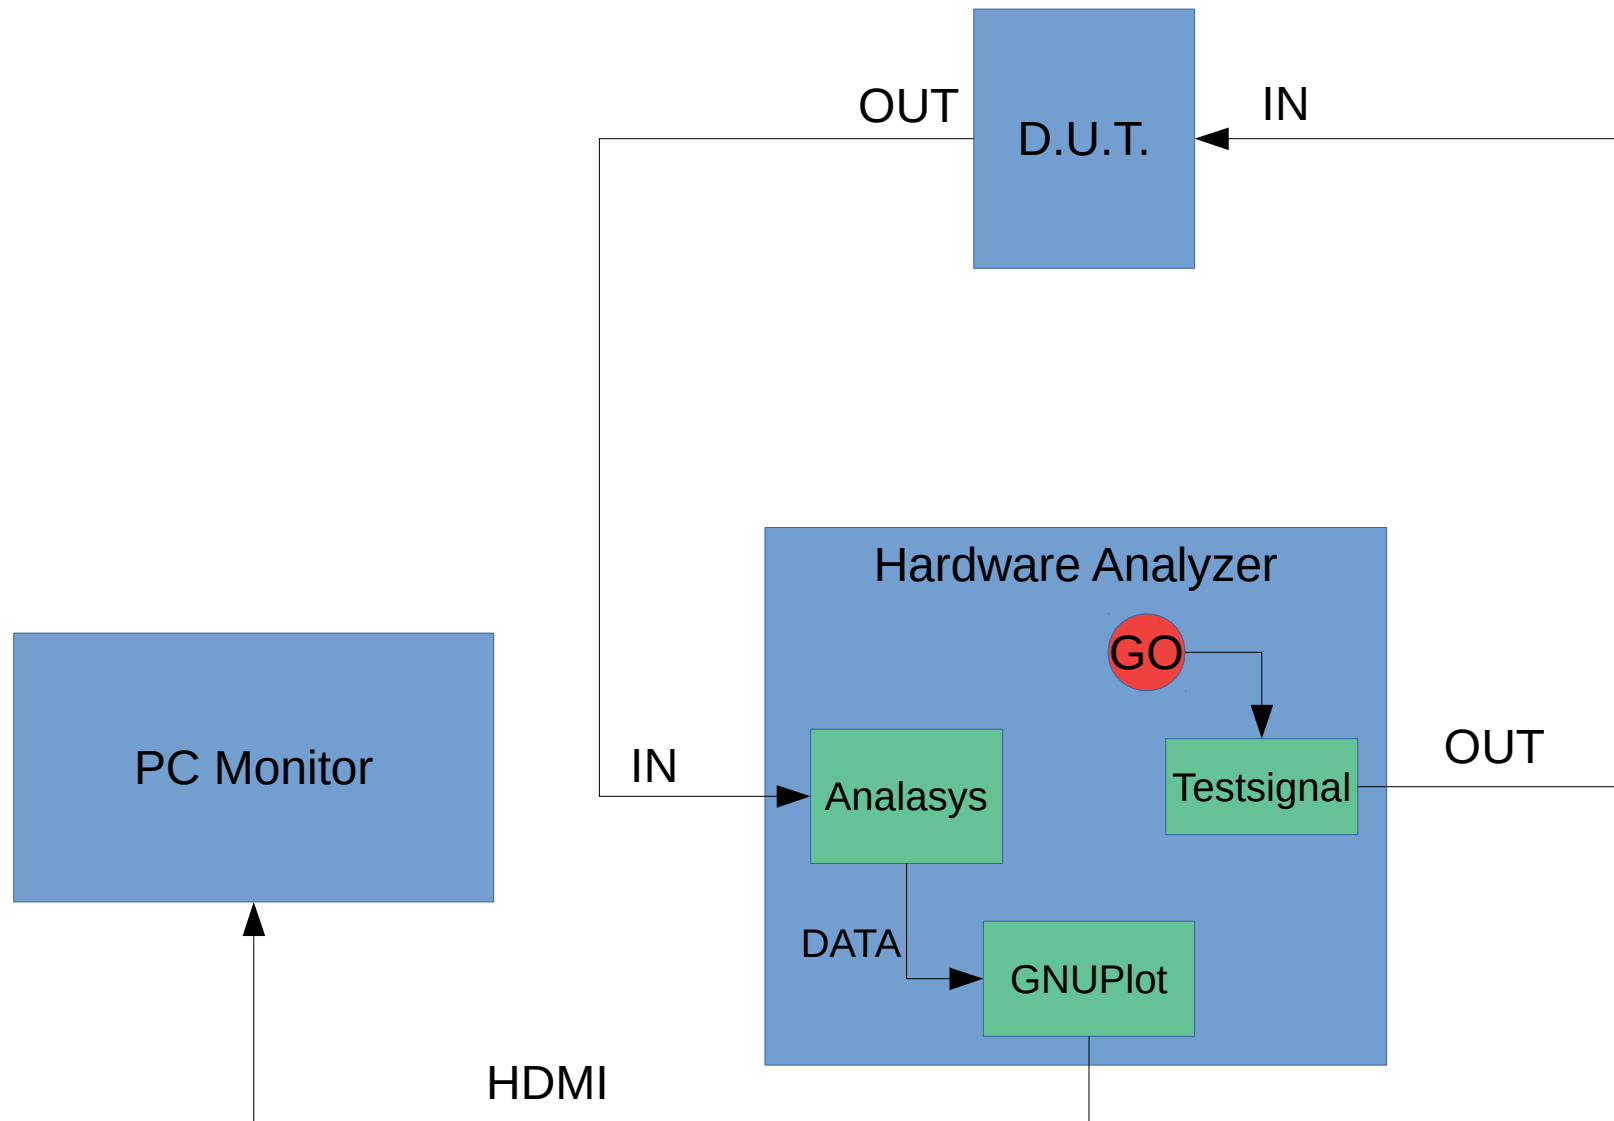 OUT
D.U.T.
IN
Hardware Analyzer
GO
PC Monitor
IN
Analasys
Testsignal
OUT
DATA
GNUPlot
HDMI